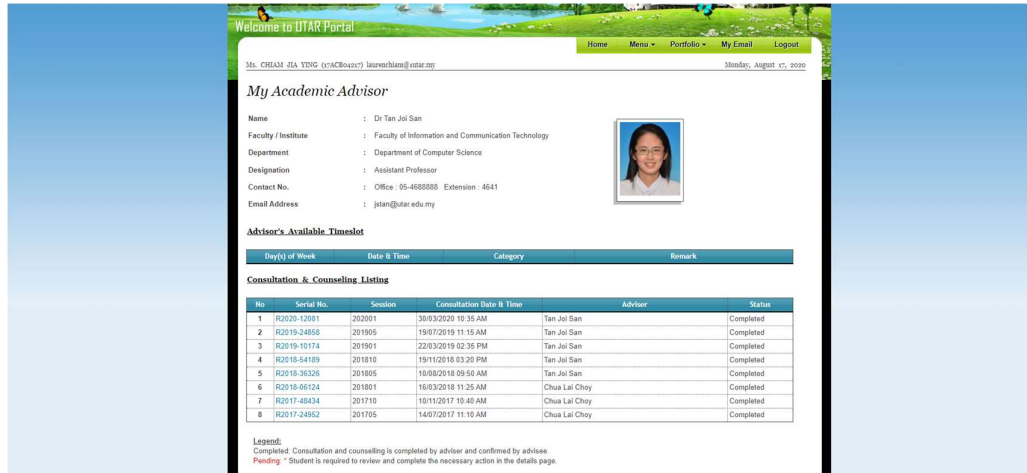 Welcome to UTAR Portal
Home Menu Portfolio My Email Logout
Ms. CHIAM JIA YING (17ACB04217) laurenchiam@1utar.my Monday, August 17, 2020
My Academic Advisor
Name : Dr Tan Joi San
Faculty / Institute : Faculty of Information and Communication Technology
Department : Department of Computer Science
Designation : Assistant Professor
Contact No. : Office : 05-4688888 Extension : 4641
Email Address : jstan@utar.edu.my
Advisor's Available Timeslot
Day(s) of Week Date & Time Category Remark
Consultation & Counseling Listing
No Serial No. Session Consultation Date & Time Adviser Status
1 R2020-12081 202001 30/03/2020 10:35 AM Tan Joi San Completed
2 R2019-24858 201905 19/07/2019 11:15 AM Tan Joi San Completed
3 R2019-10174 201901 22/03/2019 02:35 PM Tan Joi San Completed
4 R2018-54189 201810 19/11/2018 03:20 PM Tan Joi San Completed
5 R2018-36326 201805 10/08/2018 09:50 AM Tan Joi San Completed
6 R2018-06124 201801 16/03/2018 11:25 AM Chua Lai Choy Completed
7 R2017-48434 201710 10/11/2017 10:40 AM Chua Lai Choy Completed
8 R2017-24952 201705 14/07/2017 11:10 AM Chua Lai Choy Completed
Legend:
Completed: Consultation and counselling is completed by adviser and confirmed by advisee.
Pending: * Student is required to review and complete the necessary action in the details page.